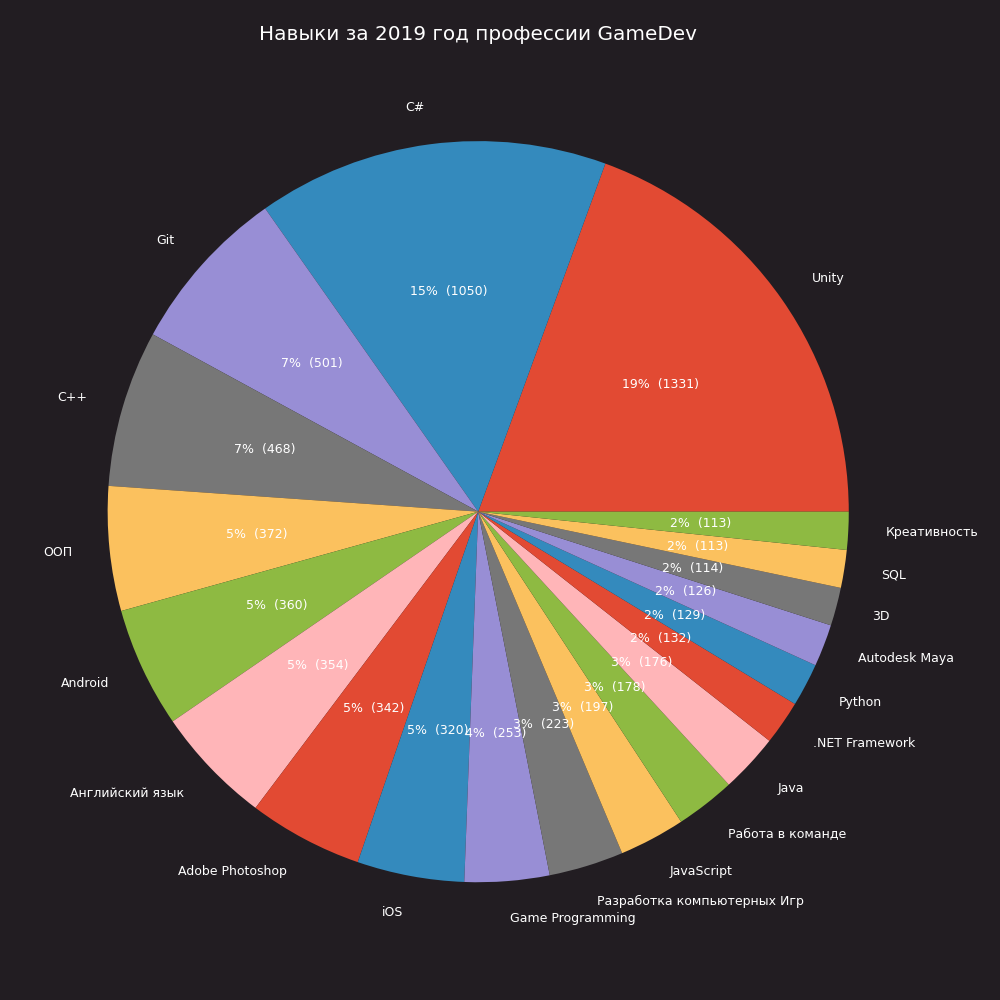 Навыки за 2019 год профессии GameDev
C#
Git
Unity
15%  (1050)
7%  (501)
19%  (1331)
C++
7%  (468)
ООП
5%  (372)
2%  (113)
Креативность
2%  (113)
SQL
2%  (114)
3D
2%  (126)
Autodesk Maya
2%  (129)
Python
2%  (132)
.NET Framework
3%  (176)
Java
3%  (178)
Работа в команде
3%  (197)
JavaScript
3%  (223)
Разработка компьютерных Игр
4%  (253)
Game Programming
5%  (320)
iOS
5%  (342)
Adobe Photoshop
5%  (354)
Английский язык
5%  (360)
Android